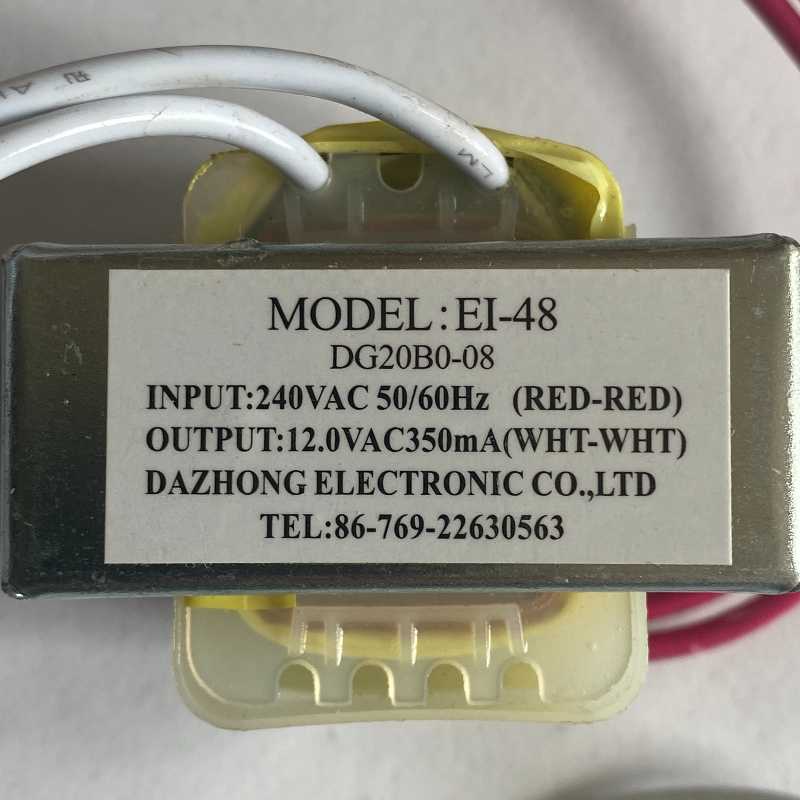 LM
MODEL:EI-48
DG20B0-08
INPUT:240VAC 50/60Hz (RED-RED)
OUTPUT:12.0VAC350mA(WHT-WHT)
DAZHONG ELECTRONIC CO.,LTD
TEL:86-769-22630563